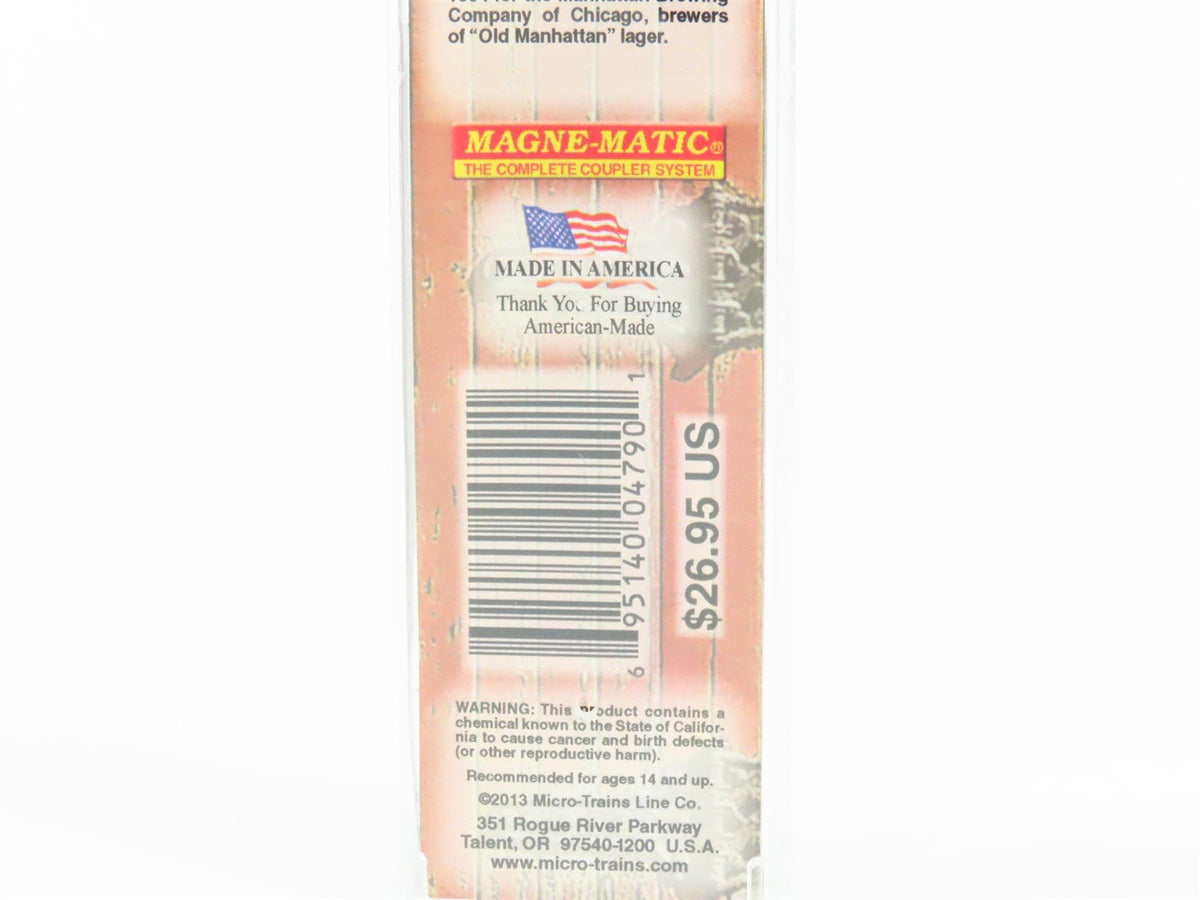 Company of Chicago, brewers
of “Old Manhattan” lager.
MAGNE-MATIC®
THE COMPLETE COUPLER SYSTEM
MADE IN AMERICA
Thank You For Buying
American-Made
6 95140 04790 1
$26.95 US
WARNING: This product contains a
chemical known to the State of Califor-
nia to cause cancer and birth defects
(or other reproductive harm).
Recommended for ages 14 and up.
©2013 Micro-Trains Line Co.
351 Rogue River Parkway
Talent, OR 97540-1200 U.S.A.
www.micro-trains.com